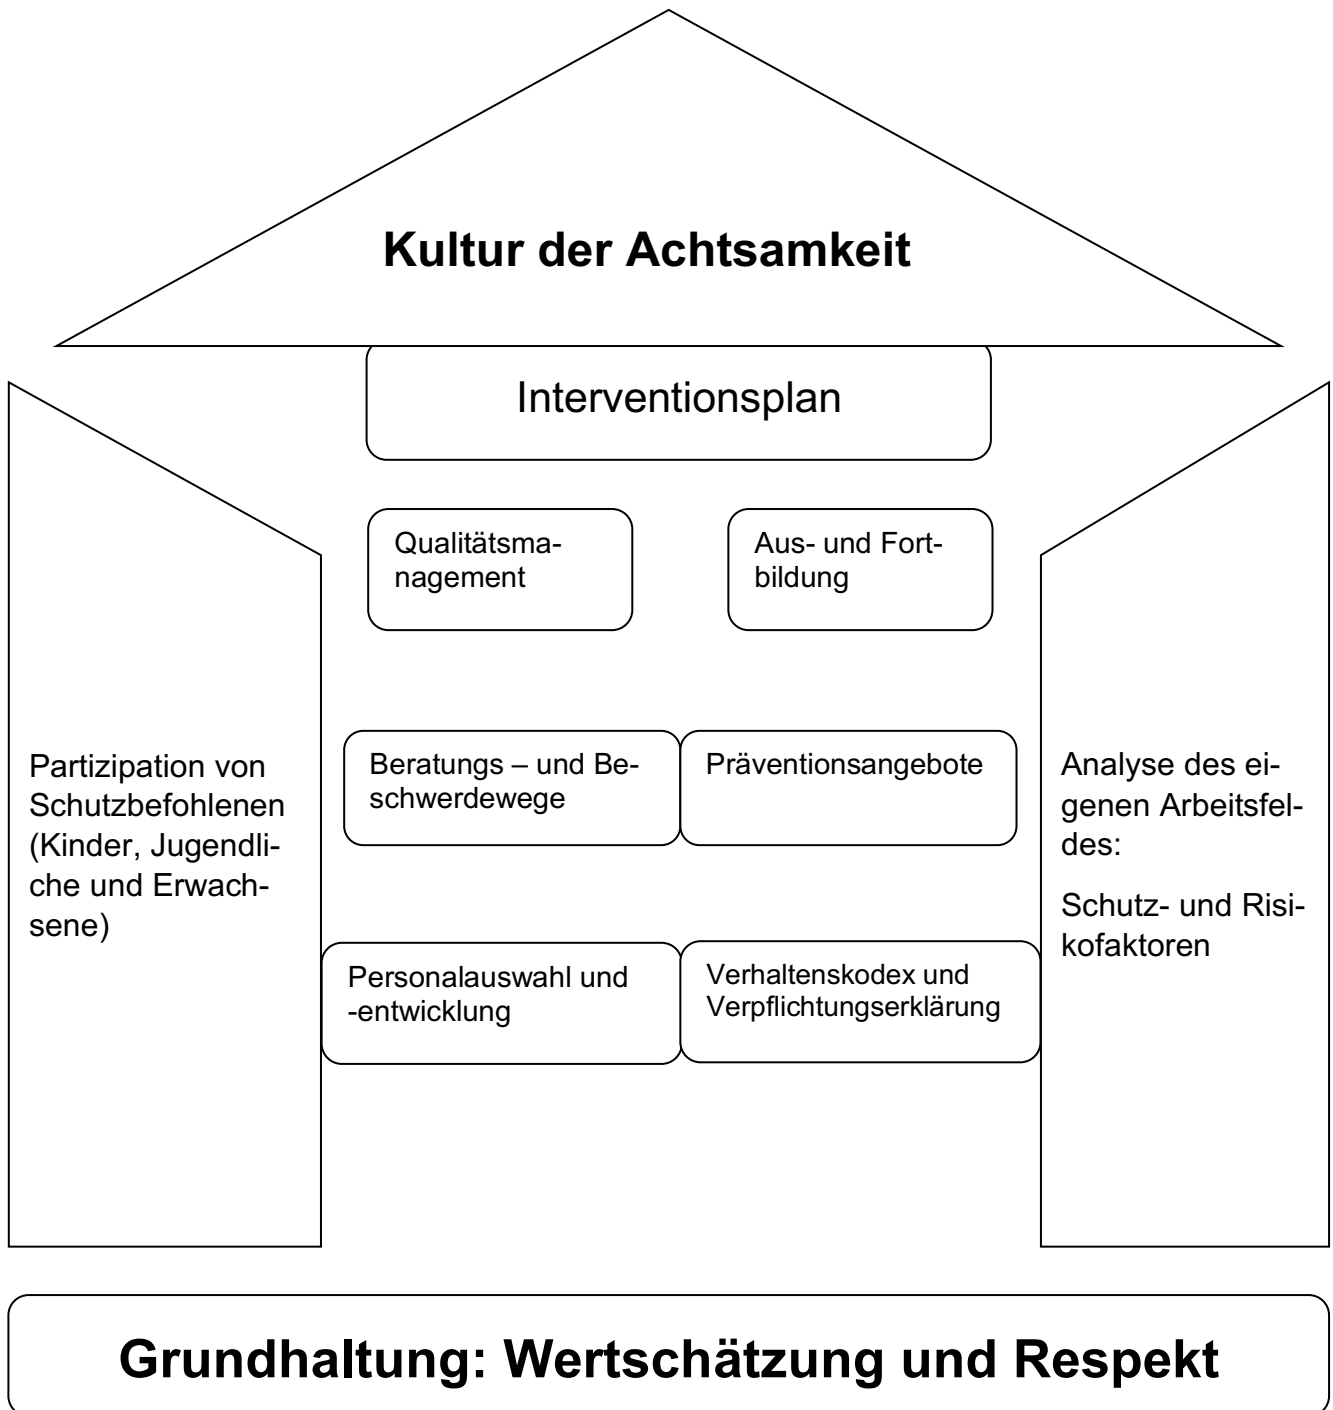 Kultur der Achtsamkeit
Interventionsplan
Qualitätsma-
nagement
Aus- und Fort-
bildung
Partizipation von
Schutzbefohlenen
(Kinder, Jugendli-
che und Erwach-
sene)
Beratungs – und Be-
schwerdewege
Präventionsangebote
Analyse des ei-
genen Arbeitsfel-
des:
Schutz- und Risi-
kofaktoren
Personalauswahl und
-entwicklung
Verhaltenskodex und
Verpflichtungserklärung
Grundhaltung: Wertschätzung und Respekt